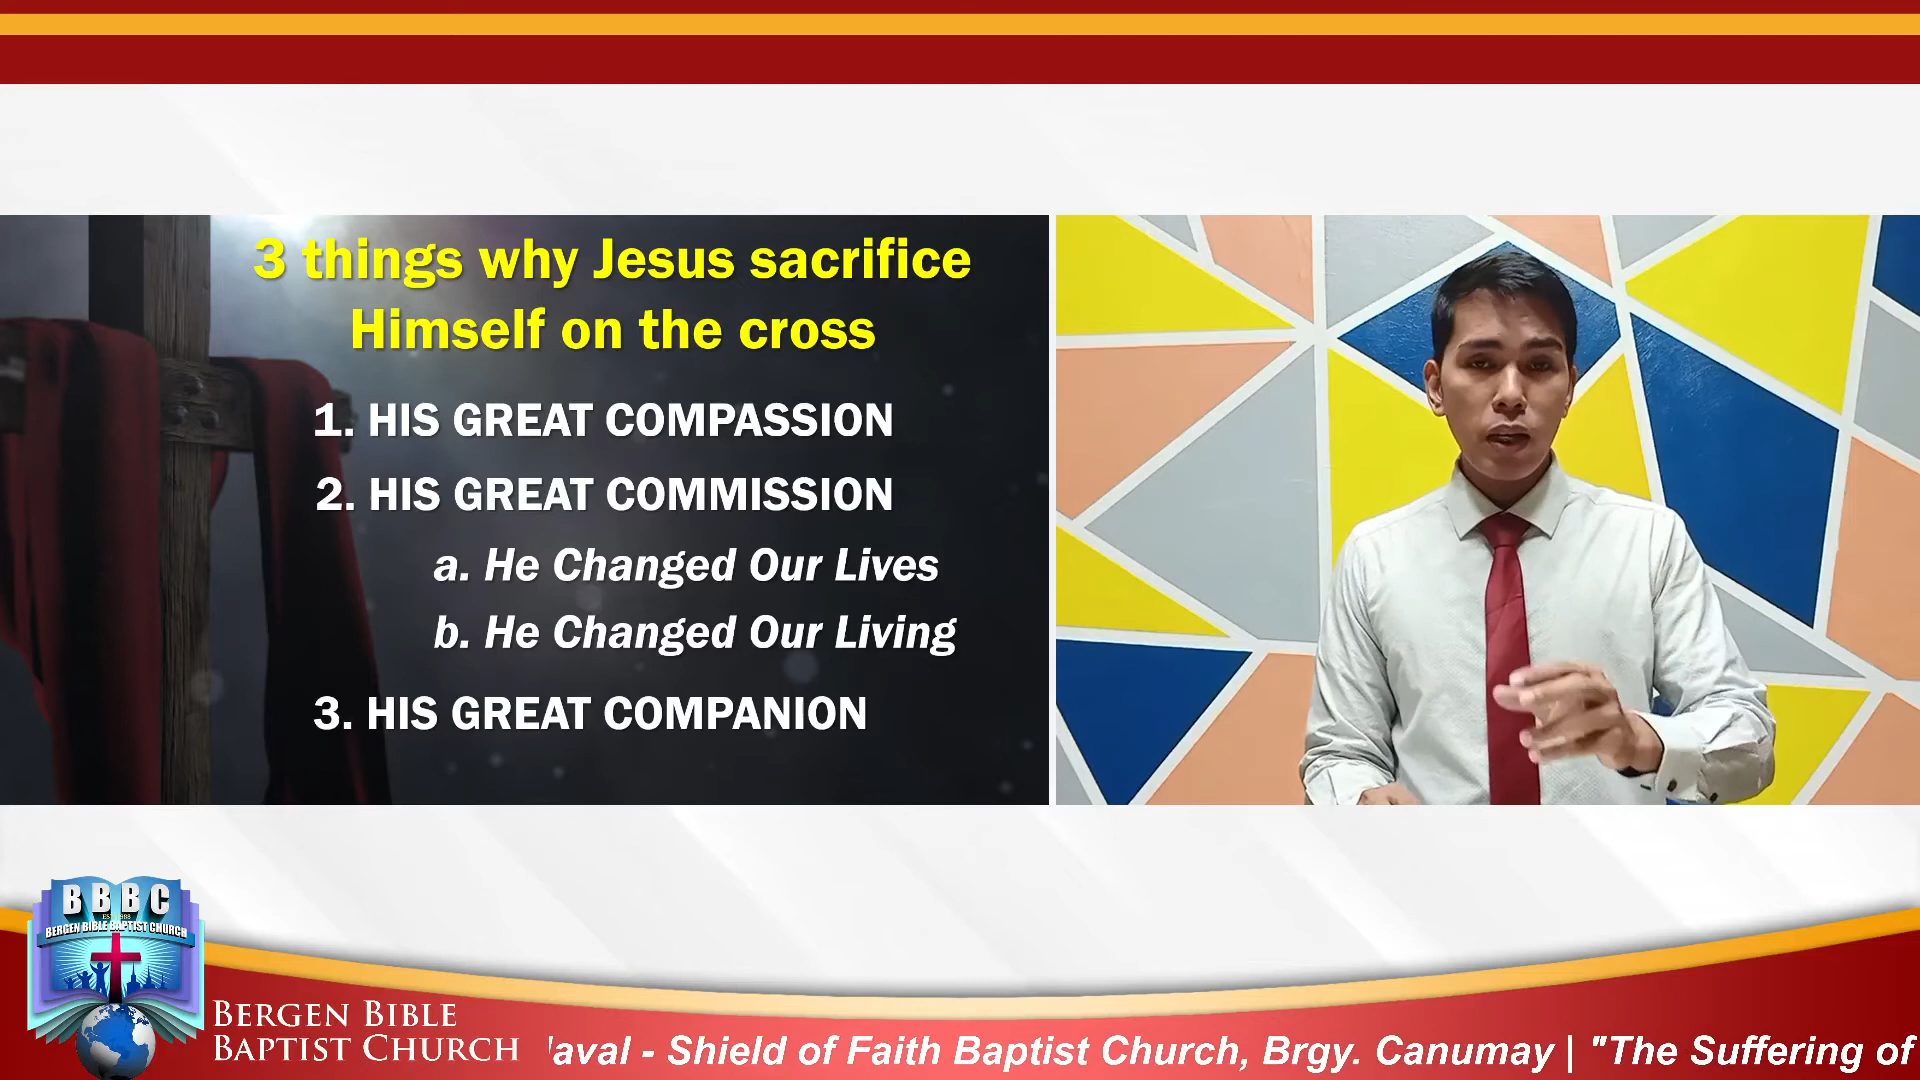 3 things why Jesus sacrifice
Himself on the cross
1. HIS GREAT COMPASSION
2. HIS GREAT COMMISSION
a. He Changed Our Lives
b. He Changed Our Living
3. HIS GREAT COMPANION
B B B C
BERGEN BIBLE BAPTIST CHURCH
BERGEN BIBLE
BAPTIST CHURCH
aval - Shield of Faith Baptist Church, Brgy. Canumay | "The Suffering of